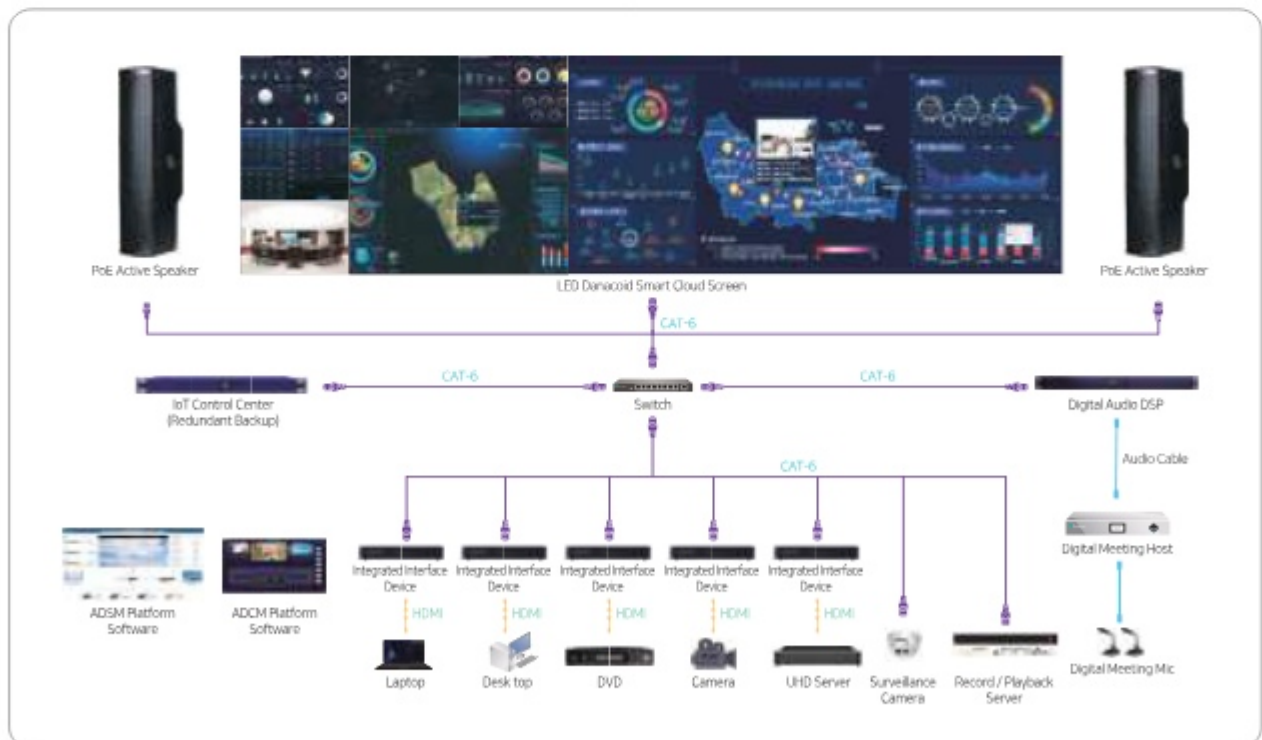 PoE Active Speaker
PoE Active Speaker
LED Danacoid Smart Cloud Screen
CAT-6
CAT-6
CAT-6
IoT Control Center
(Redundant Backup)
Switch
Digital Audio DSP
Audio Cable
CAT-6
Digital Meeting Host
Integrated Interface
Device
Integrated Interface
Device
Integrated Interface
Device
Integrated Interface
Device
Integrated Interface
Device
ADSM Platform
Software
ADCM Platform
Software
HDMI
HDMI
HDMI
HDMI
HDMI
Laptop
Desk top
DVD
Camera
UHD Server
Surveillance
Camera
Record / Playback
Server
Digital Meeting Mic